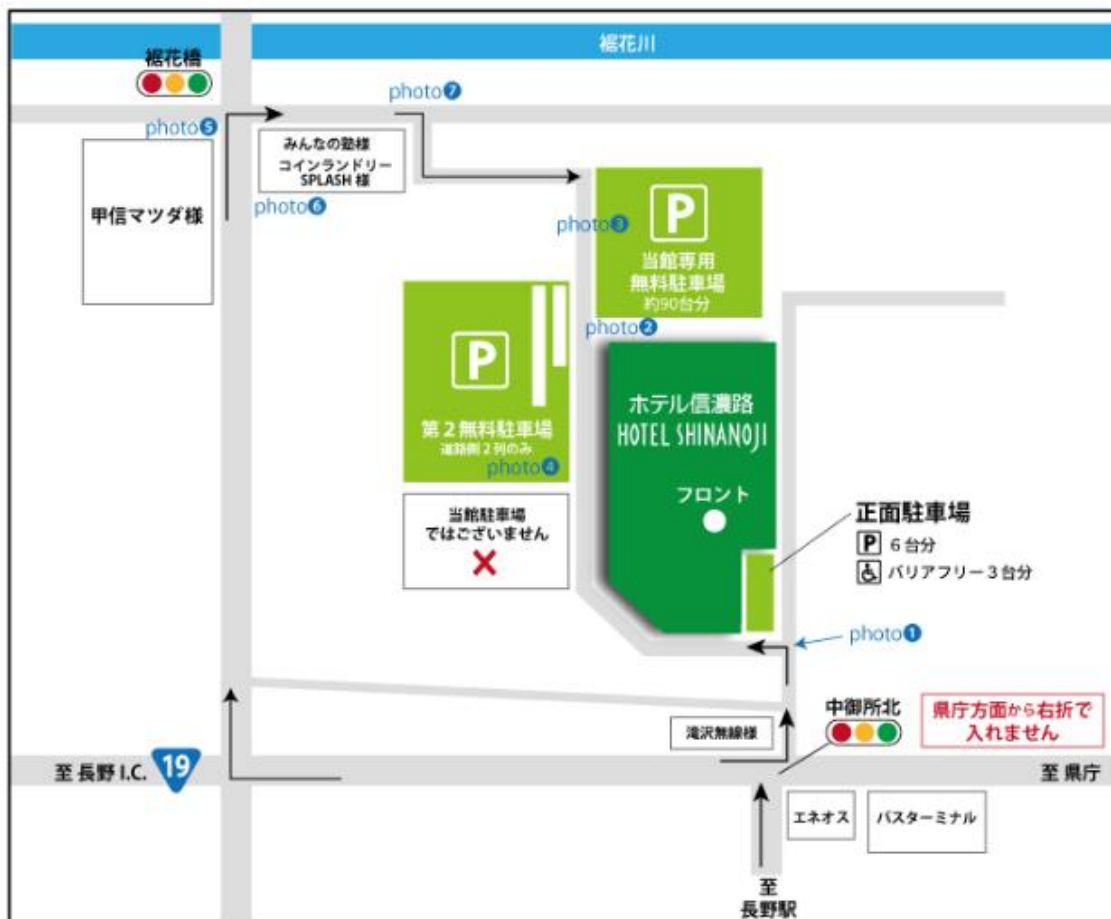 裾花川
裾花橋
photo❼
photo❺
みんなの塾様
コインランドリー
SPLASH 様
photo❻
甲信マツダ様
P
photo❸
当館専用
無料駐車場
約90台分
photo❷
P
第2無料駐車場
道路側2列のみ
photo❹
ホテル信濃路
HOTEL SHINANOJI
フロント
当館駐車場
ではございません
正面駐車場
P 6台分
バリアフリー3台分
photo❶
中御所北
県庁方面から右折で
入れません
滝沢無線様
至 長野 I.C.
19
至 県庁
エネオス
バスターミナル
至
長野駅